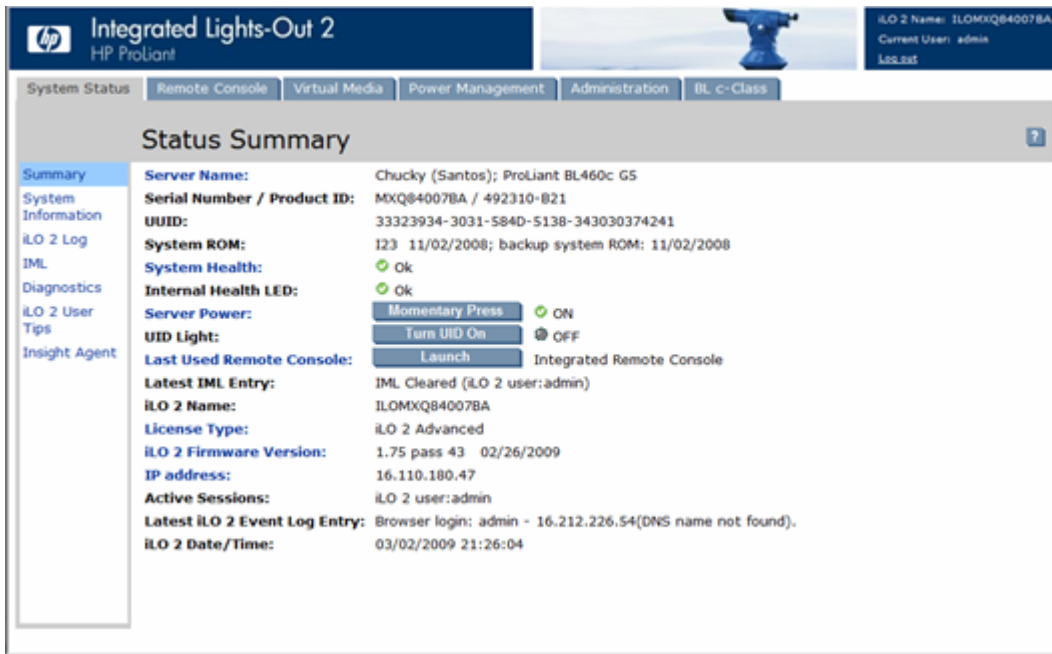 hp
Integrated Lights-Out 2
HP ProLiant
iLO 2 Name: ILOMXQ84007BA
Current User: admin
Log out
System Status
Remote Console
Virtual Media
Power Management
Administration
BL c-Class
Status Summary
?
Summary
System
Information
iLO 2 Log
IML
Diagnostics
iLO 2 User
Tips
Insight Agent
Server Name: Chucky (Santos); ProLiant BL460c G5
Serial Number / Product ID: MXQ84007BA / 492310-B21
UUID: 33323934-3031-584D-5138-343030374241
System ROM: I23 11/02/2008; backup system ROM: 11/02/2008
System Health: Ok
Internal Health LED: Ok
Server Power: Momentary Press ON
UID Light: Turn UID On OFF
Last Used Remote Console: Launch Integrated Remote Console
Latest IML Entry: IML Cleared (iLO 2 user:admin)
iLO 2 Name: ILOMXQ84007BA
License Type: iLO 2 Advanced
iLO 2 Firmware Version: 1.75 pass 43 02/26/2009
IP address: 16.110.180.47
Active Sessions: iLO 2 user:admin
Latest iLO 2 Event Log Entry: Browser login: admin - 16.212.226.54(DNS name not found).
iLO 2 Date/Time: 03/02/2009 21:26:04